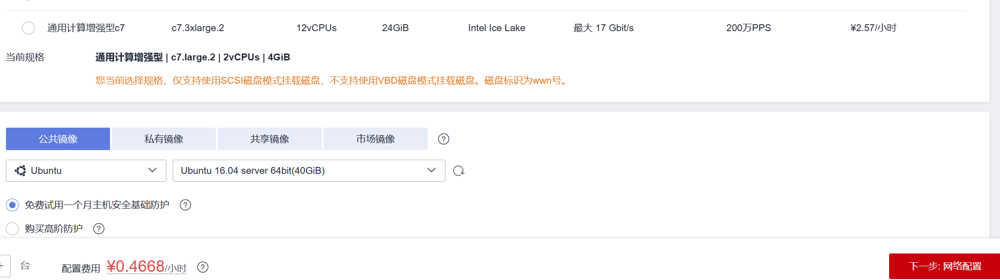 通用计算增强型c7 c7.3xlarge.2 12vCPUs 24GiB Intel Ice Lake 最大 17 Gbit/s 200万PPS ¥2.57/小时
当前规格 通用计算增强型 | c7.large.2 | 2vCPUs | 4GiB
您当前选择规格，仅支持使用SCSI磁盘模式挂载磁盘，不支持使用VBD磁盘模式挂载磁盘。磁盘标识为wwn号。
公共镜像 私有镜像 共享镜像 市场镜像
Ubuntu Ubuntu 16.04 server 64bit(40GiB)
免费试用一个月主机安全基础防护
购买高阶防护
+ 台 配置费用 ¥0.4668/小时 下一步: 网络配置